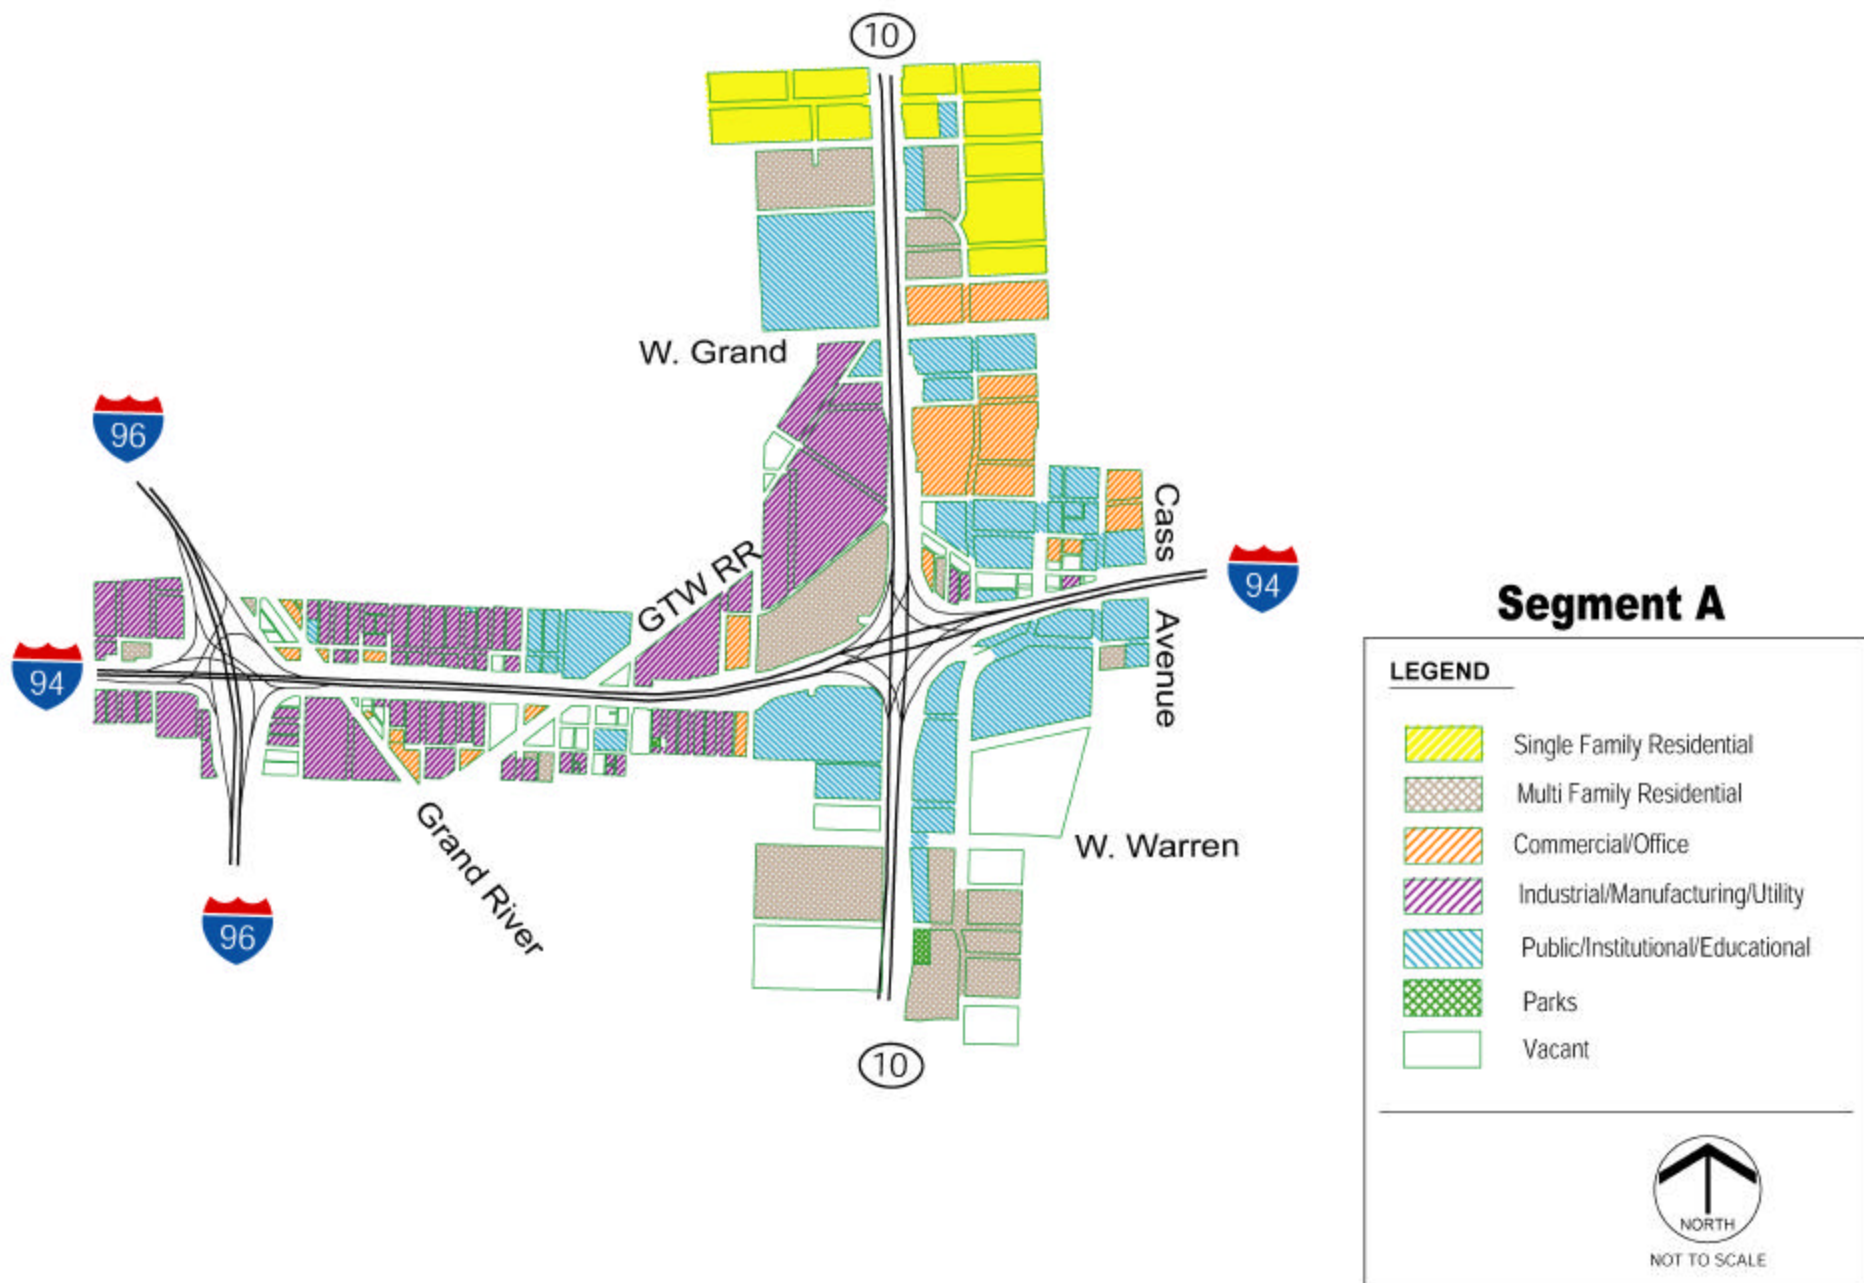 10
W. Grand
96
Cass
GTW RR
94
94
Avenue
Grand River
W. Warren
96
10
Segment A
LEGEND
Single Family Residential
Multi Family Residential
Commercial/Office
Industrial/Manufacturing/Utility
Public/Institutional/Educational
Parks
Vacant
NORTH
NOT TO SCALE